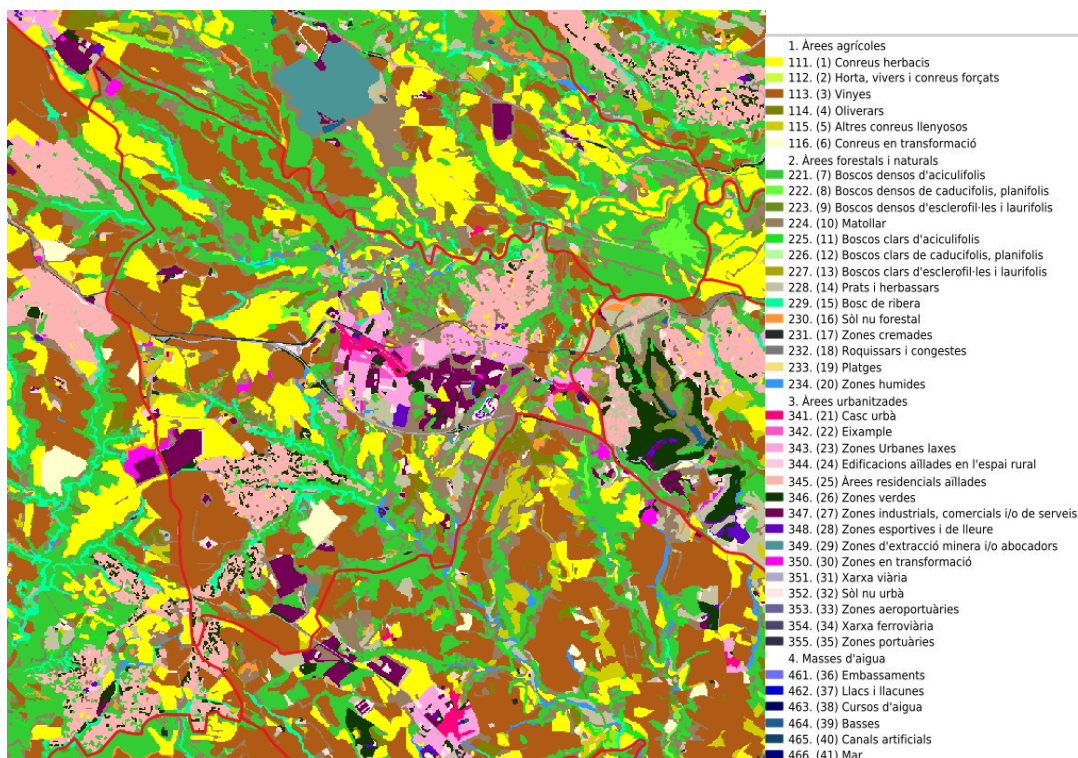 1. Àrees agrícoles
111. (1) Conreus herbacis
112. (2) Horta, vivers i conreus forçats
113. (3) Vinyes
114. (4) Oliverars
115. (5) Altres conreus llenyosos
116. (6) Conreus en transformació
2. Àrees forestals i naturals
221. (7) Boscos densos d'aciculifolis
222. (8) Boscos densos de caducifolis, planifolis
223. (9) Boscos densos d'esclerofil·les i laurifolis
224. (10) Matollar
225. (11) Boscos clars d'aciculifolis
226. (12) Boscos clars de caducifolis, planifolis
227. (13) Boscos clars d'esclerofil·les i laurifolis
228. (14) Prats i herbassars
229. (15) Bosc de ribera
230. (16) Sòl nu forestal
231. (17) Zones cremades
232. (18) Roquissars i congestes
233. (19) Platges
234. (20) Zones humides
3. Àrees urbanitzades
341. (21) Casc urbà
342. (22) Eixample
343. (23) Zones Urbanes laxes
344. (24) Edificacions aïllades en l'espai rural
345. (25) Àrees residencials aïllades
346. (26) Zones verdes
347. (27) Zones industrials, comercials i/o de serveis
348. (28) Zones esportives i de lleure
349. (29) Zones d'extracció minera i/o abocadors
350. (30) Zones en transformació
351. (31) Xarxa viària
352. (32) Sòl nu urbà
353. (33) Zones aeroportuàries
354. (34) Xarxa ferroviària
355. (35) Zones portuàries
4. Masses d'aigua
461. (36) Embassaments
462. (37) Llacs i llacunes
463. (38) Cursos d'aigua
464. (39) Basses
465. (40) Canals artificials
466. (41) Mar